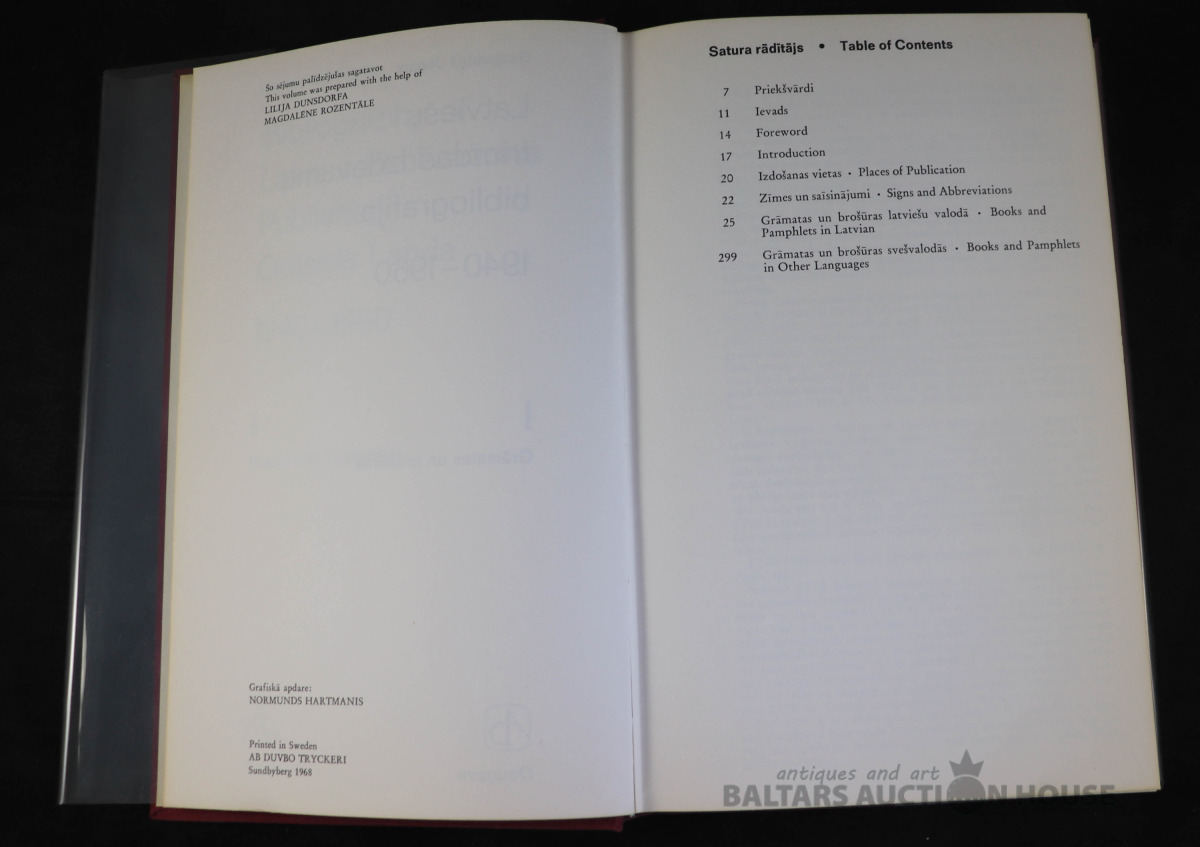 So sējumu palīdzējušas sagatavot
This volume was prepared with the help of
LILIJA DUNSDORFA
MAGDALĒNE ROZENTĀLE
Grafiskā apdare:
NORMUNDS HARTMANIS
Printed in Sweden
AB DUVBO TRYCKERI
Sundbyberg 1968
Satura rādītājs • Table of Contents
7 Priekšvārdi
11 Ievads
14 Foreword
17 Introduction
20 Izdošanas vietas · Places of Publication
22 Zīmes un saīsinājumi · Signs and Abbreviations
25 Grāmatas un brošūras latviešu valodā · Books and
Pamphlets in Latvian
299 Grāmatas un brošūras svešvalodās · Books and Pamphlets
in Other Languages
antiques and art
BALTARS AUCTION HOUSE